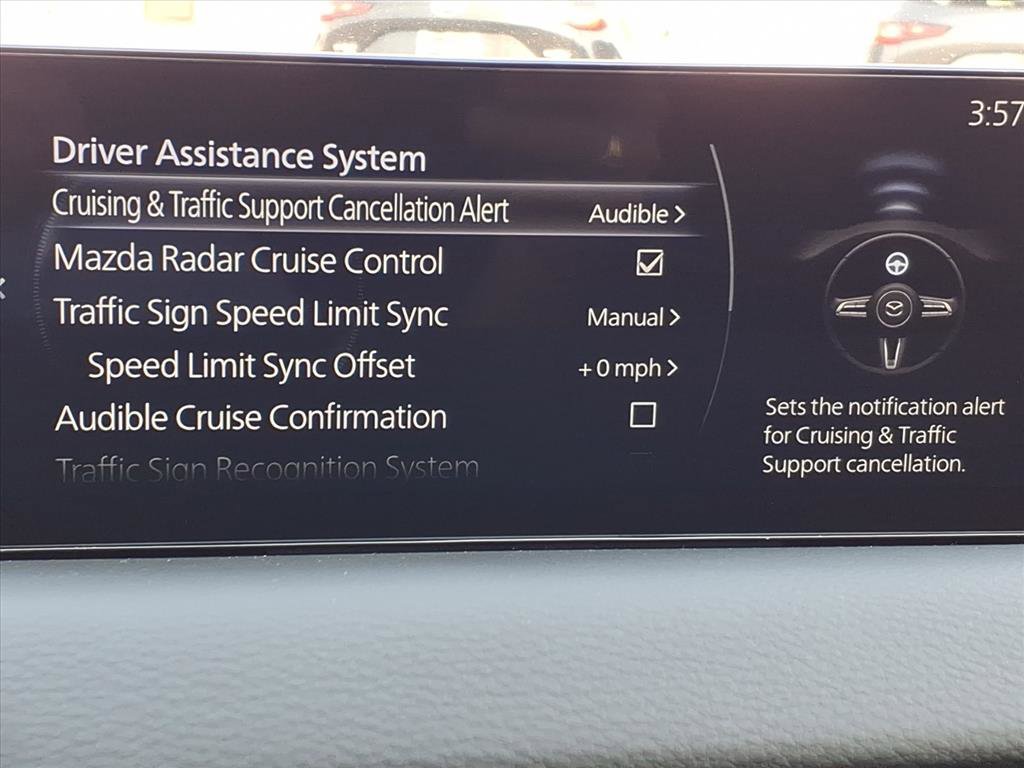 3:57
Driver Assistance System
Cruising & Traffic Support Cancellation Alert Audible >
Mazda Radar Cruise Control
Traffic Sign Speed Limit Sync Manual >
Speed Limit Sync Offset + 0 mph >
Audible Cruise Confirmation
Traffic Sign Recognition System
Sets the notification alert
for Cruising & Traffic
Support cancellation.